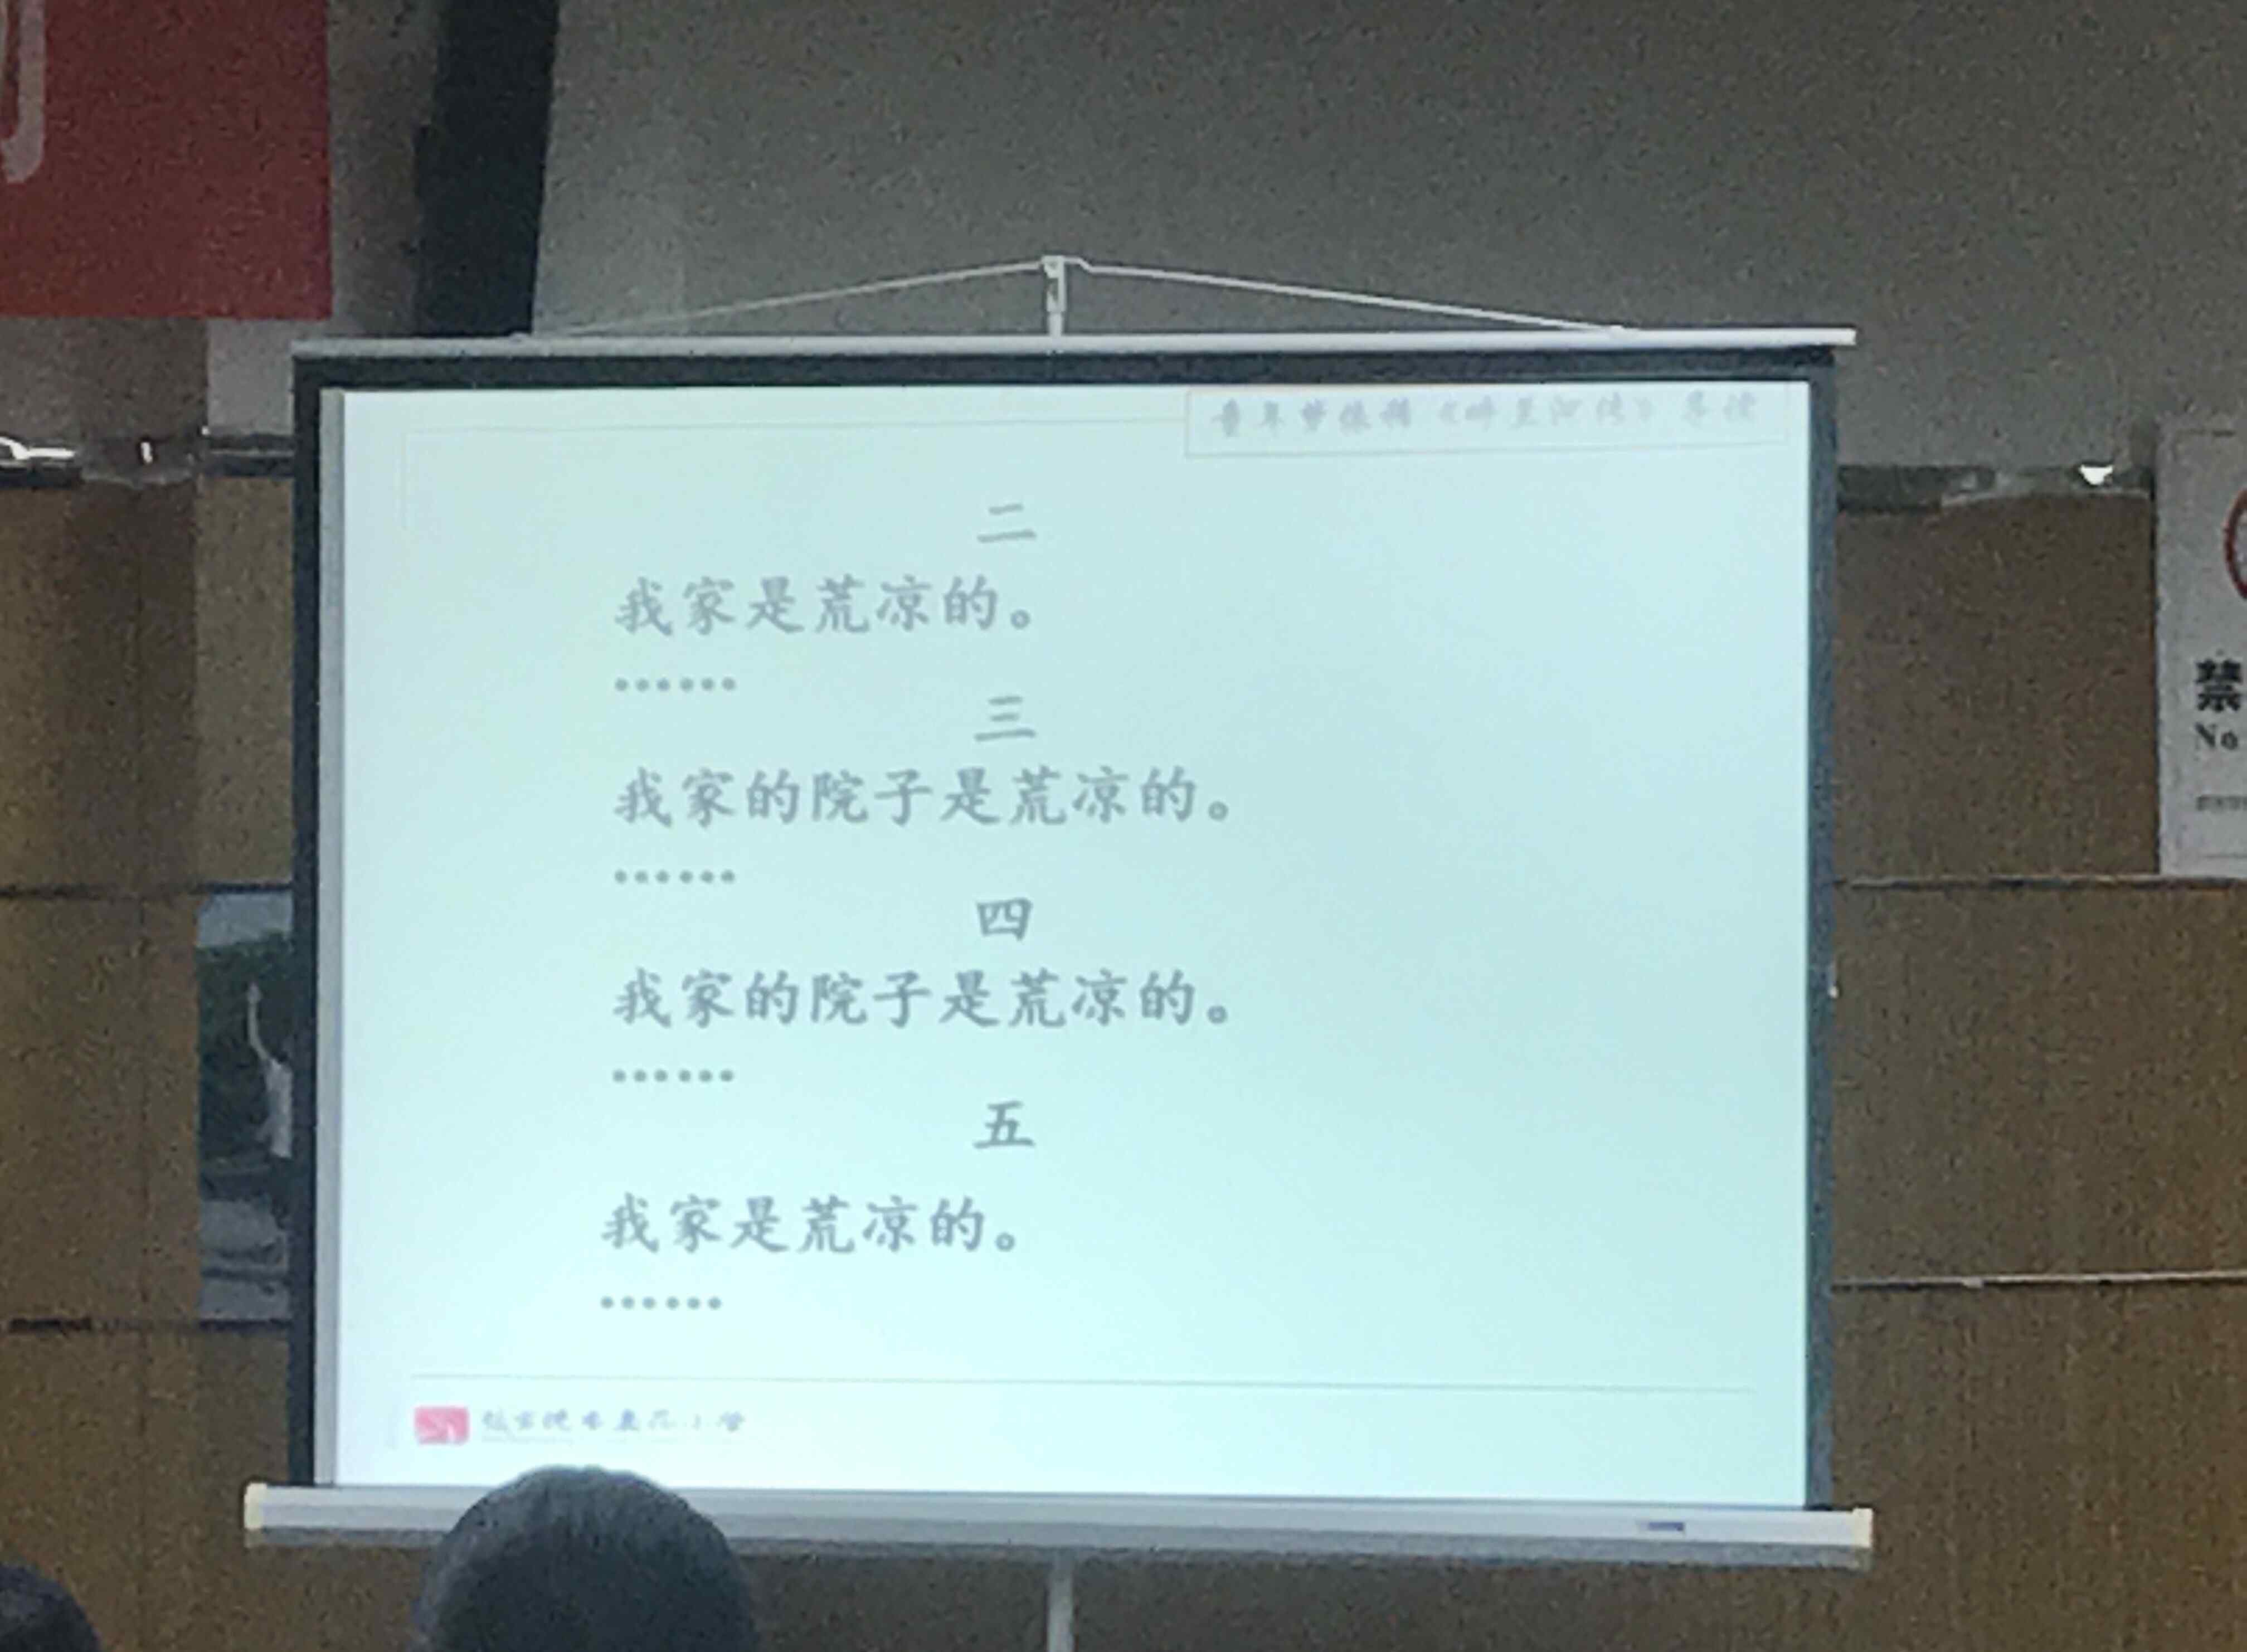 二
我家是荒凉的。
……
三
我家的院子是荒凉的。
……
四
我家的院子是荒凉的。
……
五
我家是荒凉的。
……
禁
No